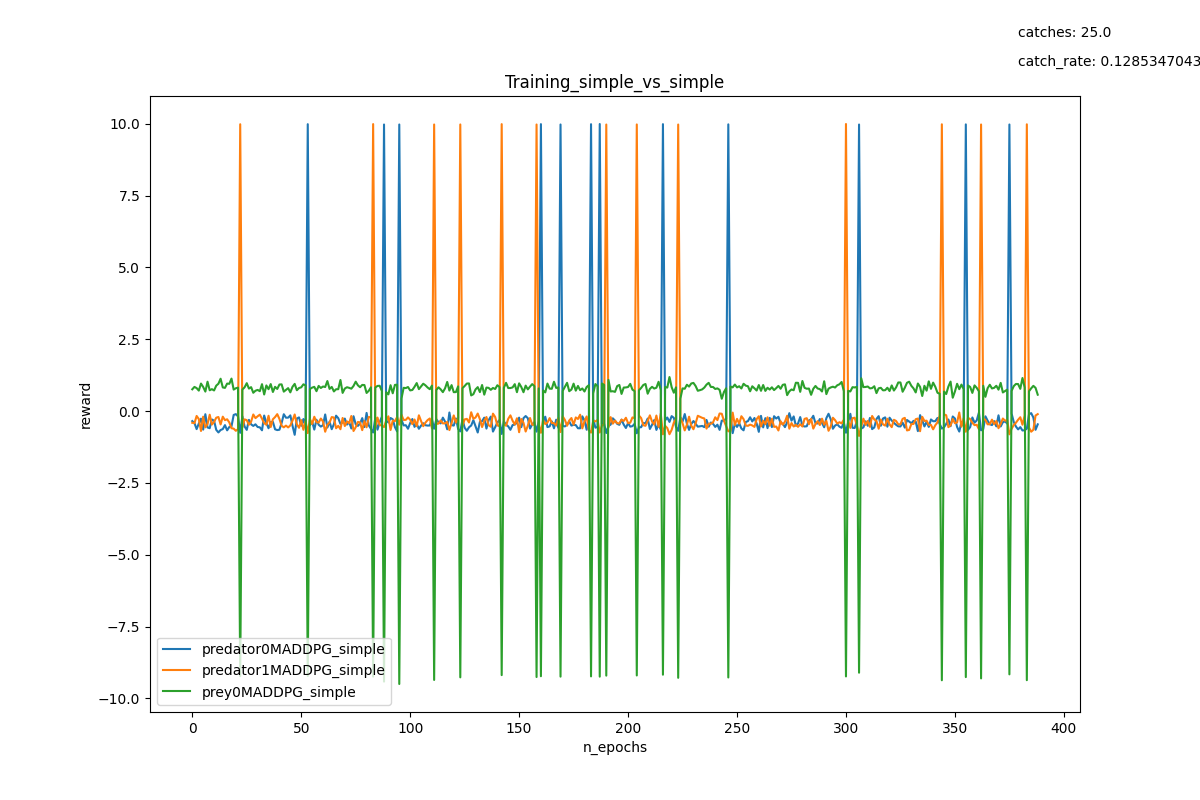 catches: 25.0
catch_rate: 0.1285347043
Training_simple_vs_simple
10.0
7.5
5.0
2.5
0.0
−2.5
−5.0
−7.5
−10.0
reward
predator0MADDPG_simple
predator1MADDPG_simple
prey0MADDPG_simple
0 50 100 150 200 250 300 350 400
n_epochs